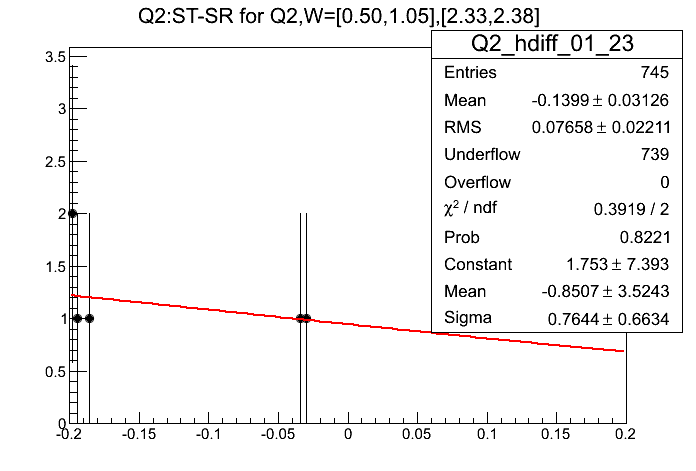 Q2:ST-SR for Q2,W=[0.50,1.05],[2.33,2.38]
Q2_hdiff_01_23
Entries 745
Mean -0.1399 ± 0.03126
RMS 0.07658 ± 0.02211
Underflow 739
Overflow 0
χ² / ndf 0.3919 / 2
Prob 0.8221
Constant 1.753 ± 7.393
Mean -0.8507 ± 3.5243
Sigma 0.7644 ± 0.6634
3.5
3
2.5
2
1.5
1
0.5
0
-0.2 -0.15 -0.1 -0.05 0 0.05 0.1 0.15 0.2